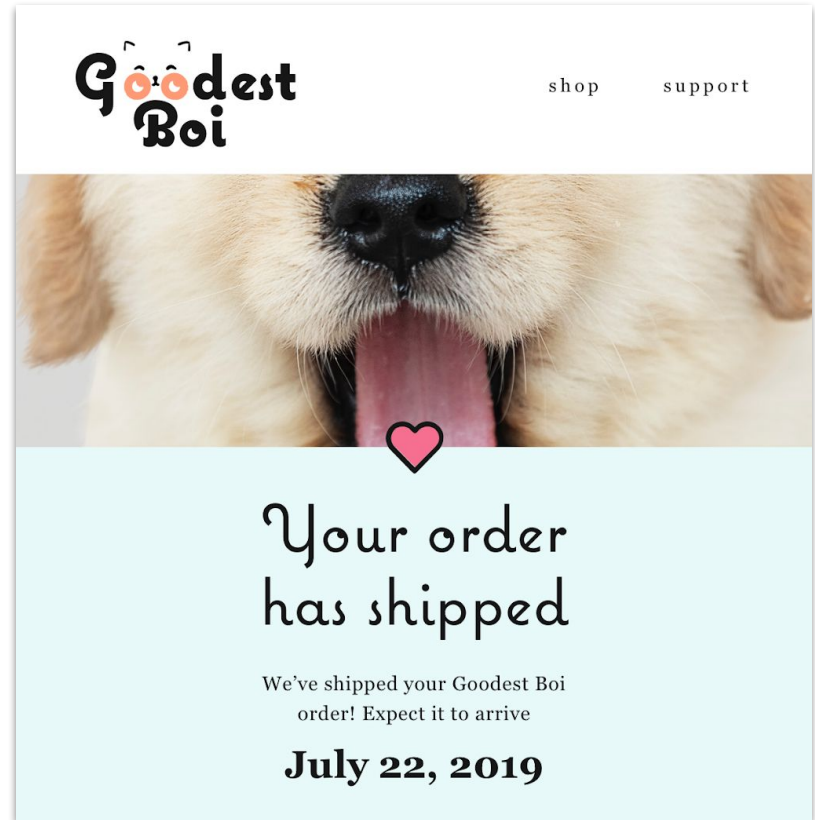 Goodest
Boi
shop support
Your order
has shipped
We’ve shipped your Goodest Boi
order! Expect it to arrive
July 22, 2019